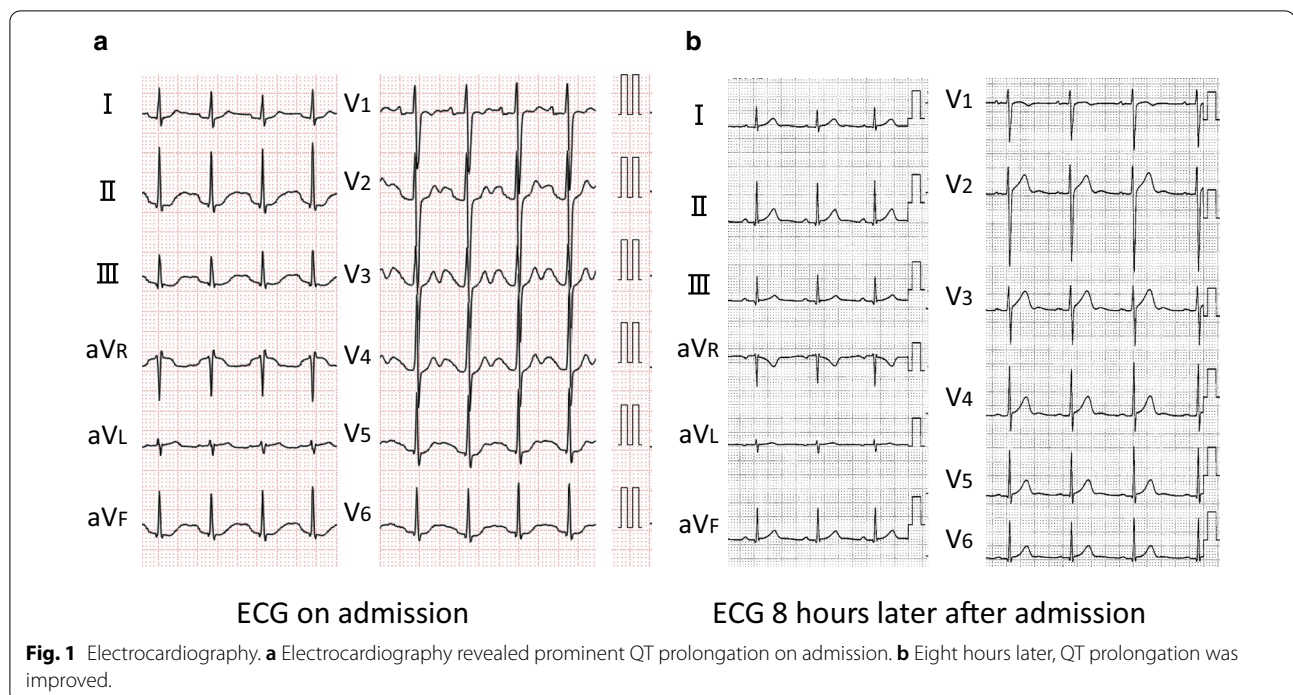 a
I
II
III
aVR
aVL
aVF
V1
V2
V3
V4
V5
V6
ECG on admission
b
I
II
III
aVR
aVL
aVF
V1
V2
V3
V4
V5
V6
ECG 8 hours later after admission
Fig. 1 Electrocardiography. a Electrocardiography revealed prominent QT prolongation on admission. b Eight hours later, QT prolongation was
improved.